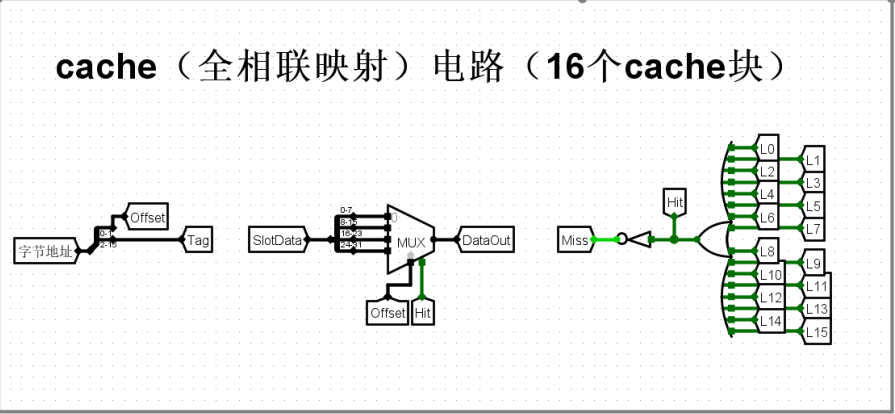 cache（全相联映射）电路（16个cache块）
字节地址
0-1
2-15
Offset
Tag
SlotData
0-7
8-15
16-23
24-31
0
MUX
DataOut
Offset
Hit
Miss
Hit
L0
L1
L2
L3
L4
L5
L6
L7
L8
L9
L10
L11
L12
L13
L14
L15